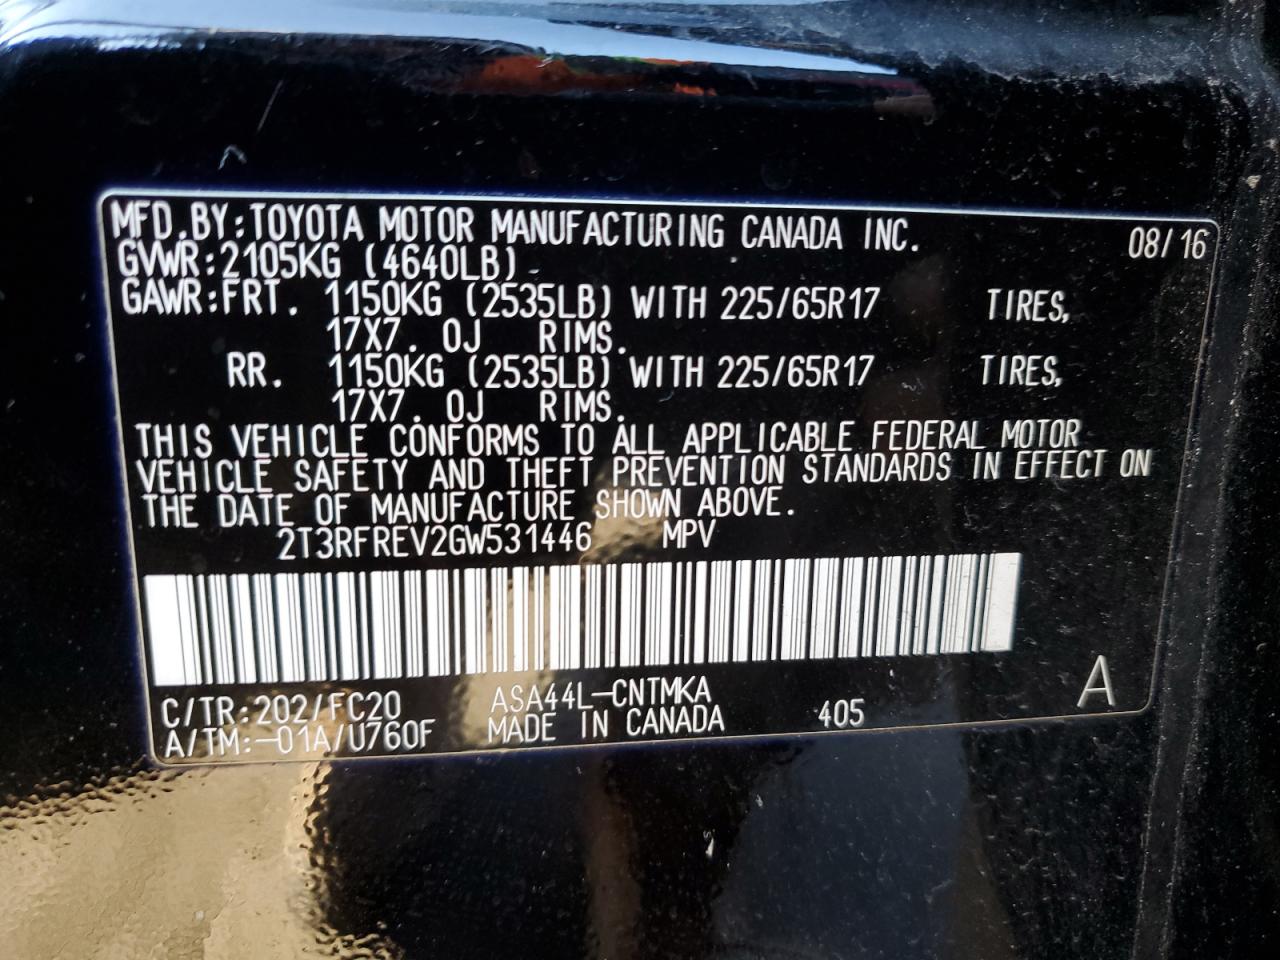 MFD.BY:TOYOTA MOTOR MANUFACTURING CANADA INC. 08/16
GVWR:2105KG (4640LB)
GAWR:FRT. 1150KG (2535LB) WITH 225/65R17 TIRES,
17X7.0J RIMS.
RR. 1150KG (2535LB) WITH 225/65R17 TIRES,
17X7.0J RIMS.
THIS VEHICLE CONFORMS TO ALL APPLICABLE FEDERAL MOTOR
VEHICLE SAFETY AND THEFT PREVENTION STANDARDS IN EFFECT ON
THE DATE OF MANUFACTURE SHOWN ABOVE.
2T3RFREV2GW531446 MPV
C/TR:202/FC20 ASA44L-CNTMKA A
A/TM:-01A/U760F MADE IN CANADA 405